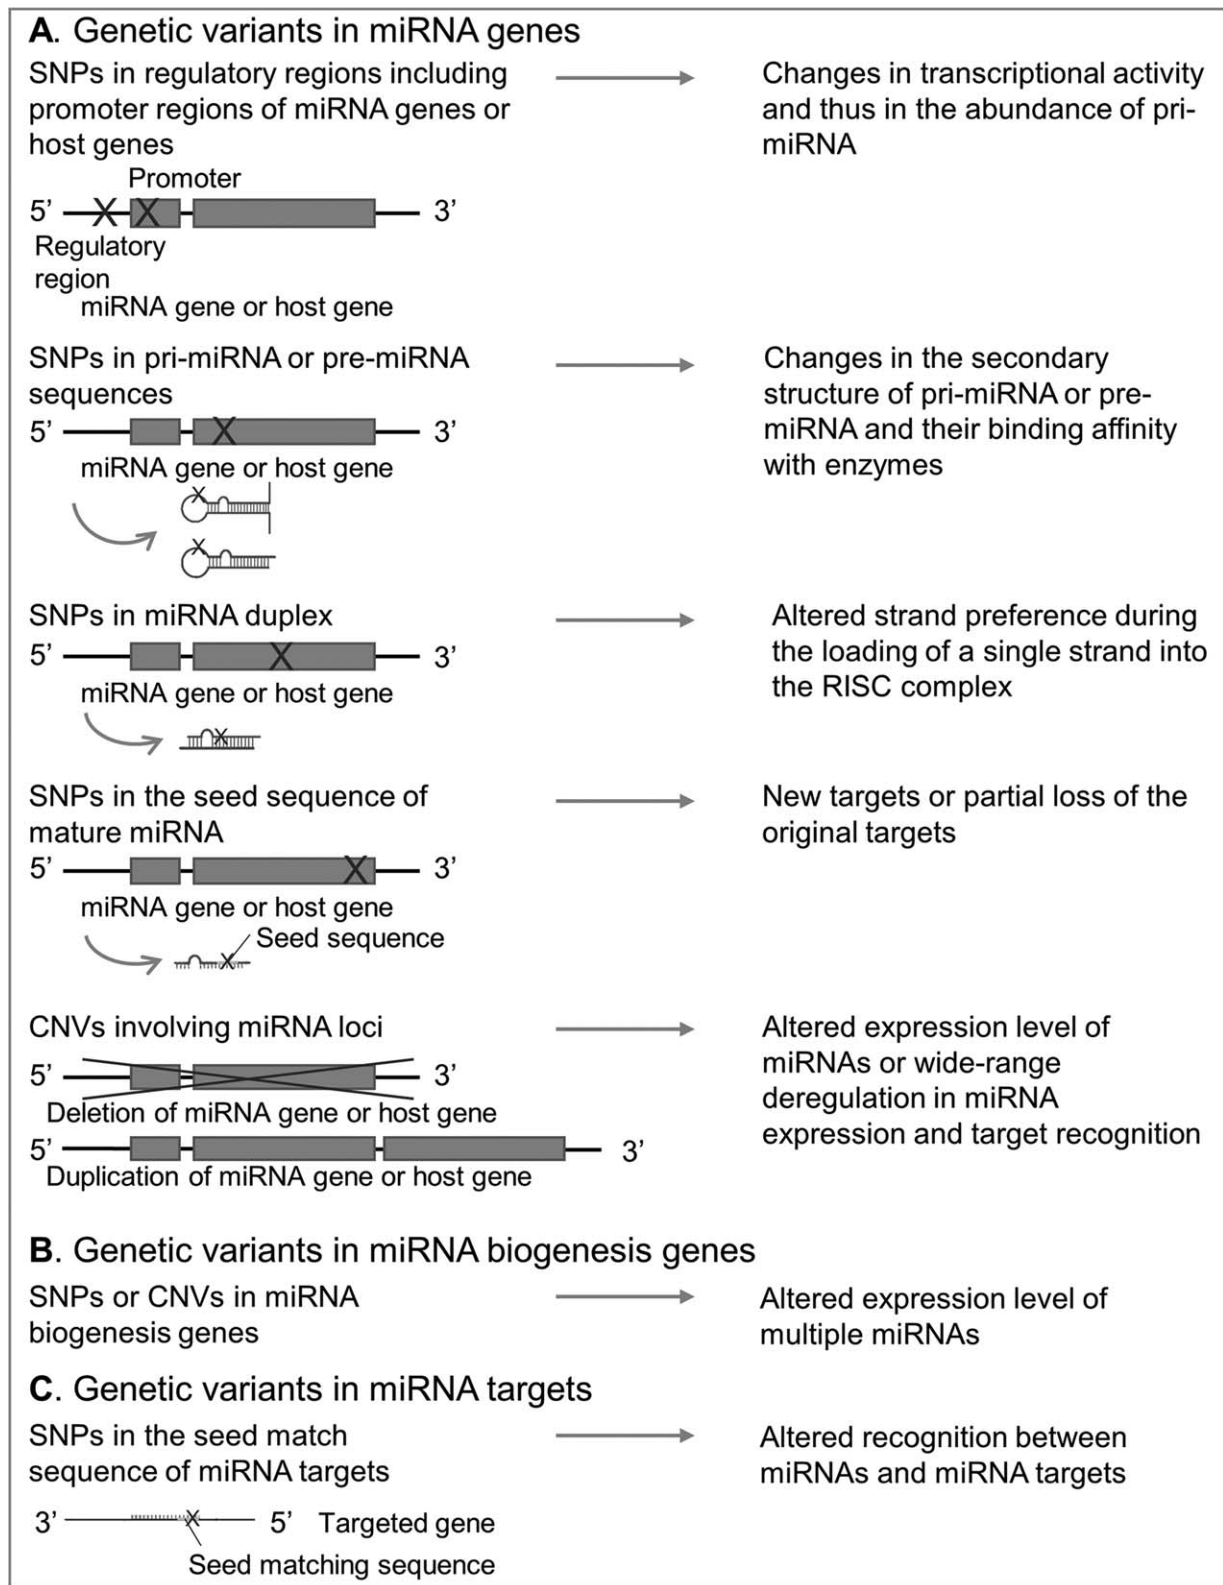 A. Genetic variants in miRNA genes
SNPs in regulatory regions including
promoter regions of miRNA genes or
host genes
Changes in transcriptional activity
and thus in the abundance of pri-
miRNA
Promoter
5’ 3’
Regulatory
region
miRNA gene or host gene
SNPs in pri-miRNA or pre-miRNA
sequences
Changes in the secondary
structure of pri-miRNA or pre-
miRNA and their binding affinity
with enzymes
5’ 3’
miRNA gene or host gene
SNPs in miRNA duplex
Altered strand preference during
the loading of a single strand into
the RISC complex
5’ 3’
miRNA gene or host gene
SNPs in the seed sequence of
mature miRNA
New targets or partial loss of the
original targets
5’ 3’
miRNA gene or host gene
Seed sequence
CNVs involving miRNA loci
Altered expression level of
miRNAs or wide-range
deregulation in miRNA
expression and target recognition
5’ 3’
Deletion of miRNA gene or host gene
5’ 3’
Duplication of miRNA gene or host gene
B. Genetic variants in miRNA biogenesis genes
SNPs or CNVs in miRNA
biogenesis genes
Altered expression level of
multiple miRNAs
C. Genetic variants in miRNA targets
SNPs in the seed match
sequence of miRNA targets
Altered recognition between
miRNAs and miRNA targets
3’ 5’ Targeted gene
Seed matching sequence